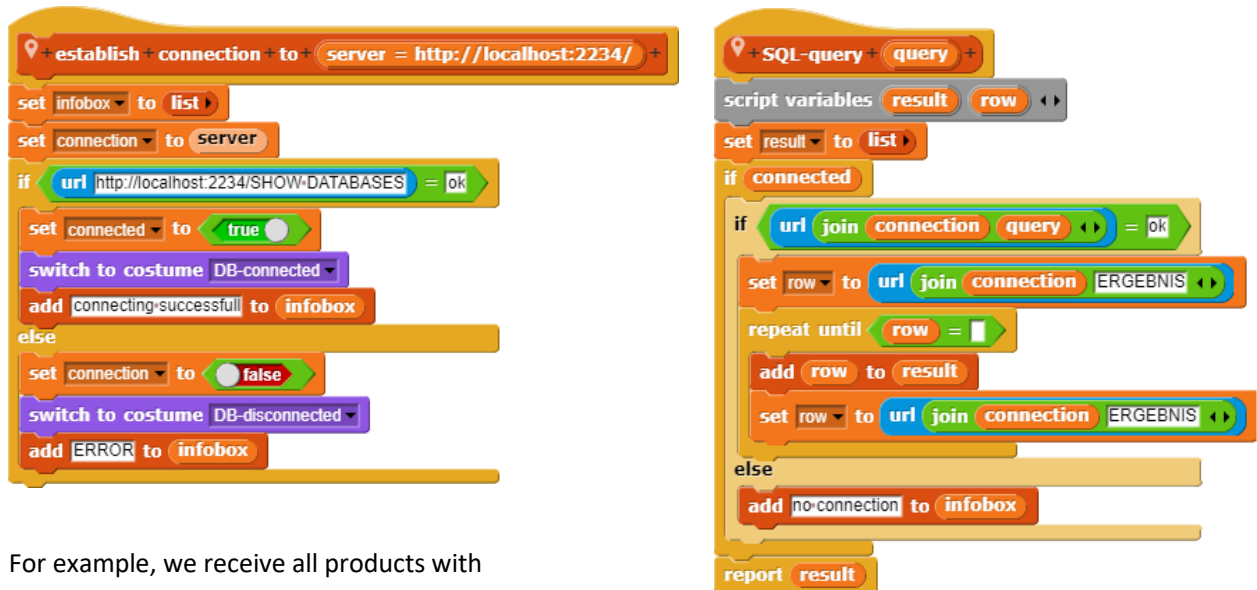 + establish + connection + to + server = http://localhost:2234/ +
set infobox to list
set connection to server
if url http://localhost:2234/SHOW DATABASES = ok
set connected to true
switch to costume DB-connected
add connecting successfull to infobox
else
set connection to false
switch to costume DB-disconnected
add ERROR to infobox
For example, we receive all products with
+ SQL-query + query +
script variables result row
set result to list
if connected
if url join connection query = ok
set row to url join connection ERGEBNIS
repeat until row =
add row to result
set row to url join connection ERGEBNIS
else
add no connection to infobox
report result